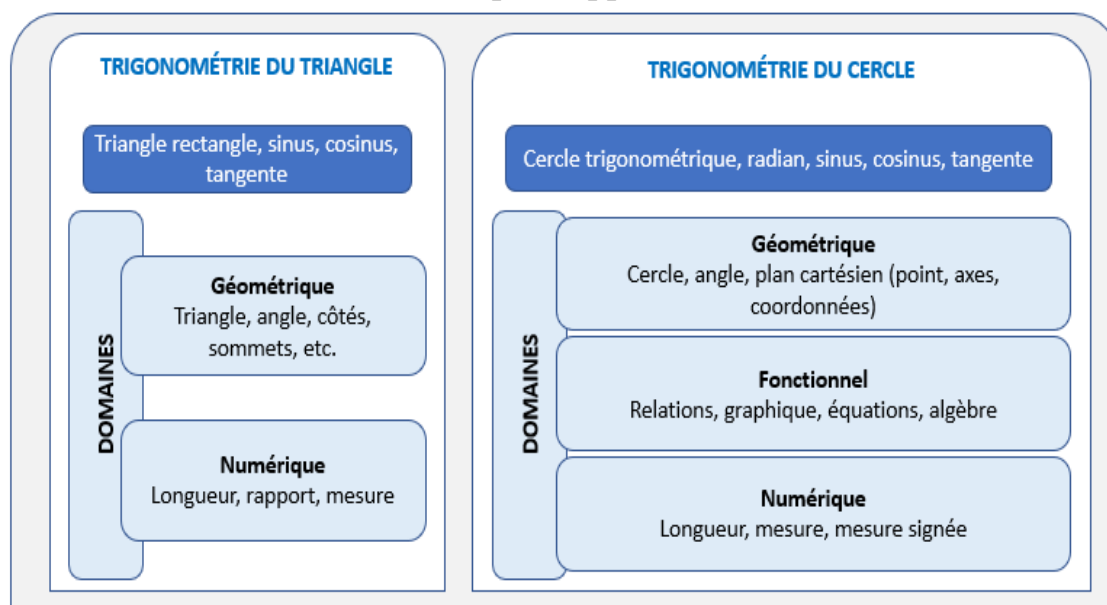 TRIGONOMÉTRIE DU TRIANGLE
Triangle rectangle, sinus, cosinus,
tangente
DOMAINES
Géométrique
Triangle, angle, côtés,
sommets, etc.
Numérique
Longueur, rapport, mesure
TRIGONOMÉTRIE DU CERCLE
Cercle trigonométrique, radian, sinus, cosinus, tangente
DOMAINES
Géométrique
Cercle, angle, plan cartésien (point, axes,
coordonnées)
Fonctionnel
Relations, graphique, équations, algèbre
Numérique
Longueur, mesure, mesure signée